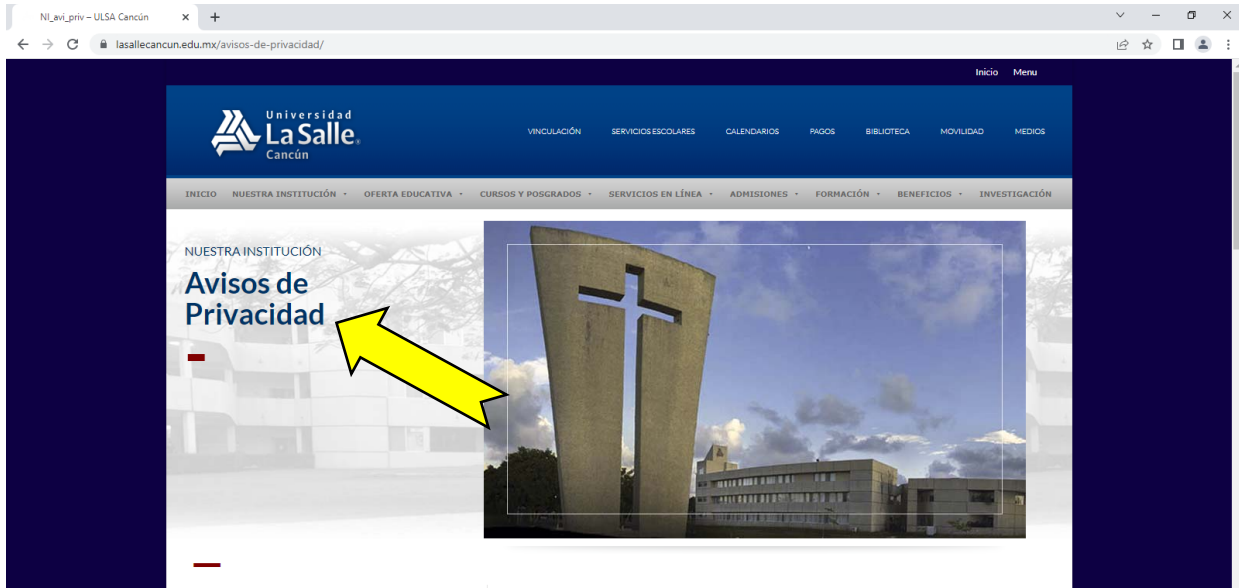 NI_avi_priv – ULSA Cancún
lasallecancun.edu.mx/avisos-de-privacidad/
Inicio Menu
Universidad
La Salle®
Cancún
VINCULACIÓN SERVICIOS ESCOLARES CALENDARIOS PAGOS BIBLIOTECA MOVILIDAD MEDIOS
INICIO NUESTRA INSTITUCIÓN OFERTA EDUCATIVA CURSOS Y POSGRADOS SERVICIOS EN LÍNEA ADMISIONES FORMACIÓN BENEFICIOS INVESTIGACIÓN
NUESTRA INSTITUCIÓN
Avisos de
Privacidad